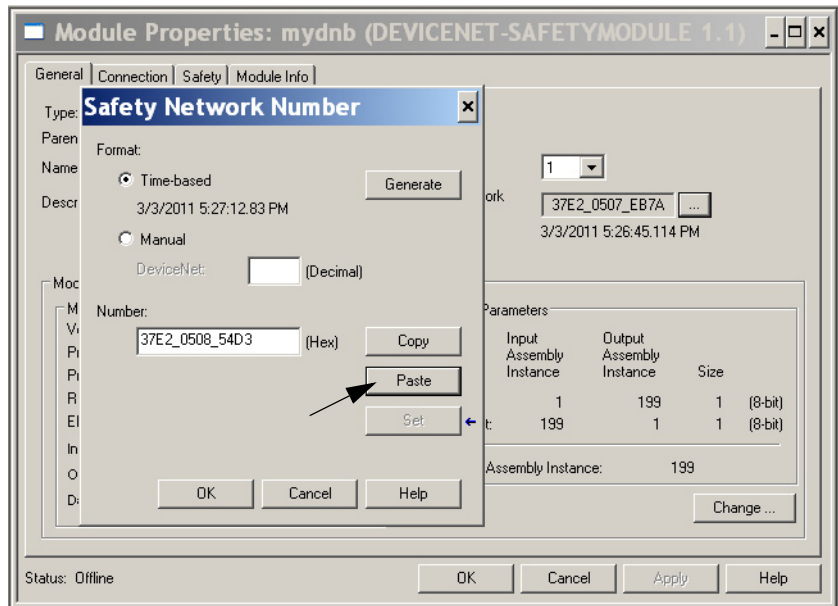 Module Properties: mydnb (DEVICENET-SAFETYMODULE 1.1)
General Connection Safety Module Info
Safety Network Number
Type:
Paren
Name
Descr
Format:
Time-based
Generate
3/3/2011 5:27:12.83 PM
Manual
DeviceNet: (Decimal)
Number:
37E2_0508_54D3 (Hex) Copy
Paste
Set
OK Cancel Help
1
ork 37E2_0507_EB7A ...
3/3/2011 5:26:45.114 PM
Moc
M
V
P
P
R
El
In
O
D
Parameters
Input Assembly Instance
Output Assembly Instance
Size
1 199 1 (8-bit)
t: 199 1 1 (8-bit)
Assembly Instance: 199
Change ...
Status: Offline OK Cancel Apply Help